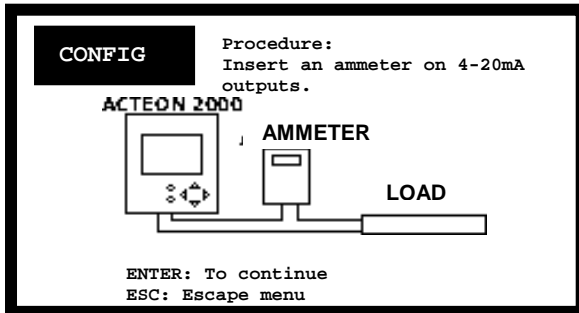 CONFIG
Procedure:
Insert an ammeter on 4-20mA
outputs.
ACTEON 2000
AMMETER
LOAD
ENTER: To continue
ESC: Escape menu